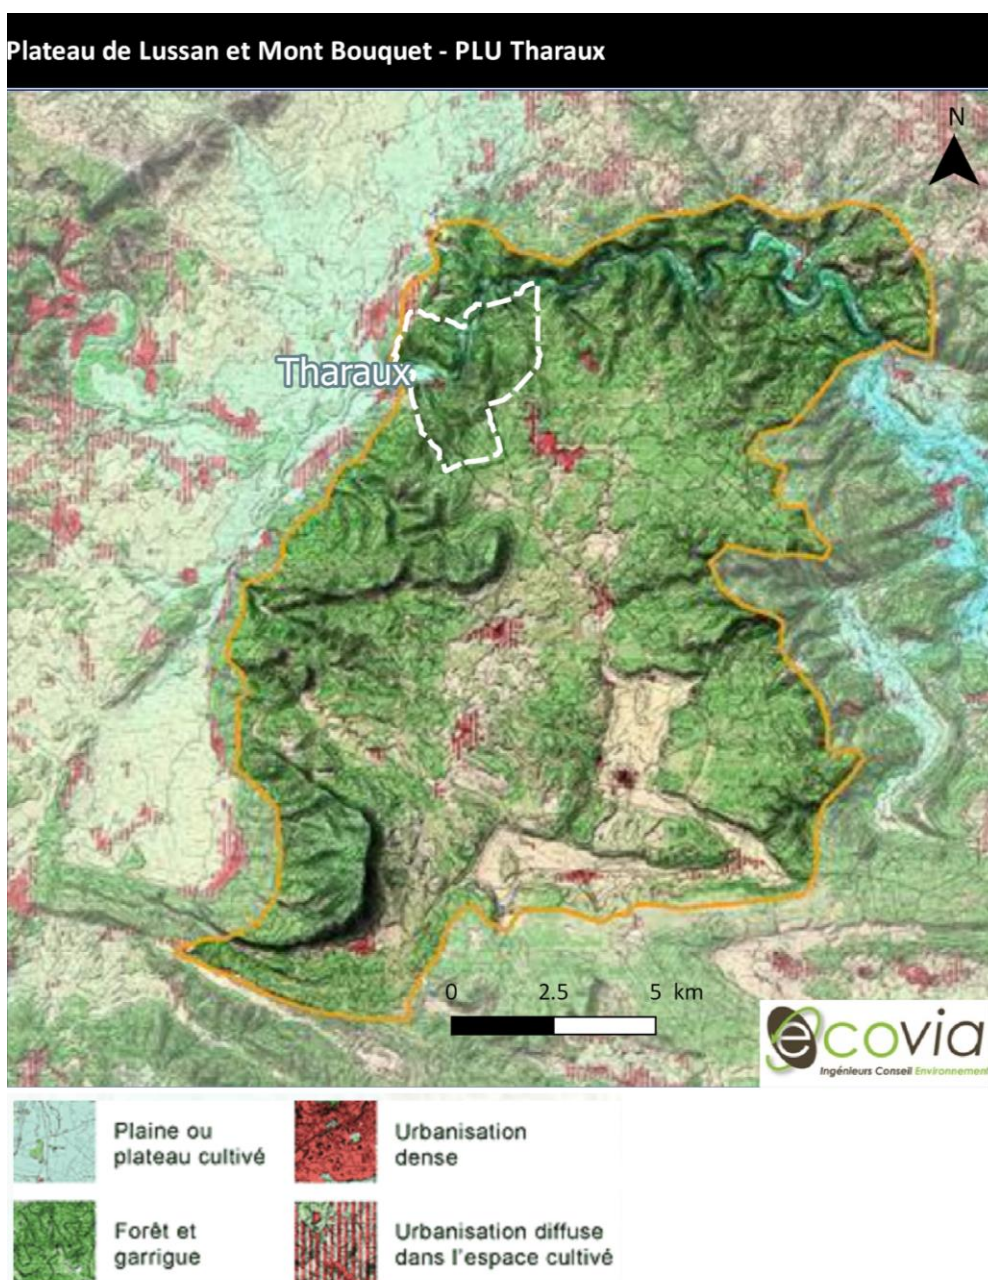 Plateau de Lussan et Mont Bouquet - PLU Tharaux
N
Tharaux
0 2.5 5 km
ecovia
Ingénieurs Conseil Environnement
Plaine ou
plateau cultivé
Urbanisation
dense
Forêt et
garrigue
Urbanisation diffuse
dans l'espace cultivé